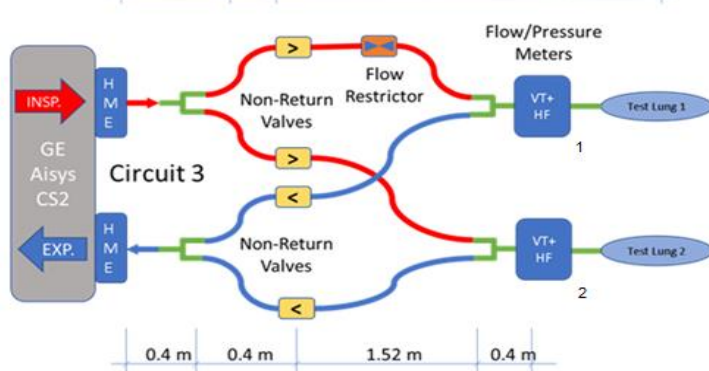 Flow/Pressure
Meters
H
M
E
INSP.
>
Flow
Restrictor
Non-Return
Valves
VT+
HF
Test Lung 1
1
GE
Aisys
CS2
Circuit 3
>
<
EXP.
H
M
E
Non-Return
Valves
VT+
HF
Test Lung 2
2
<
0.4 m
0.4 m
1.52 m
0.4 m